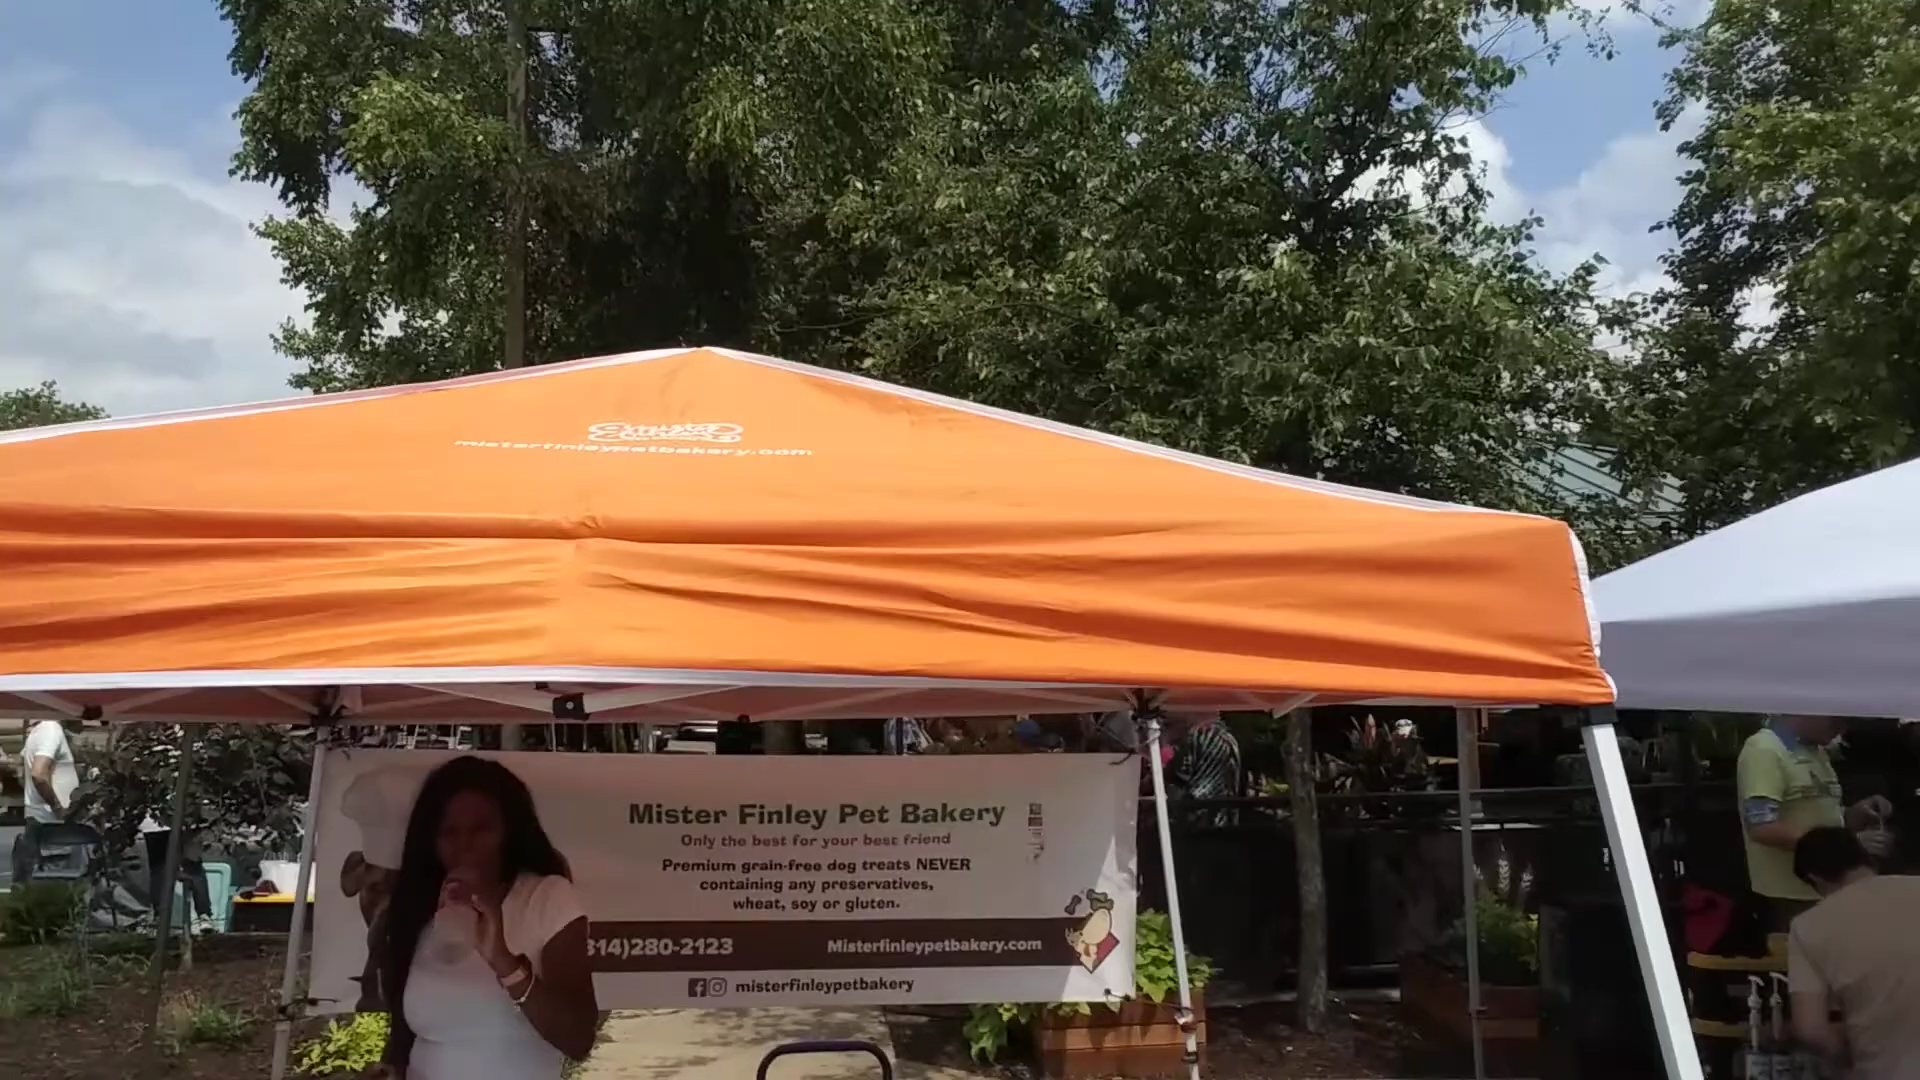 misterfinleypetbakery.com
Mister Finley Pet Bakery
Only the best for your best friend
Premium grain-free dog treats NEVER
containing any preservatives,
wheat, soy or gluten.
314)280-2123 Misterfinleypetbakery.com
misterfinleypetbakery